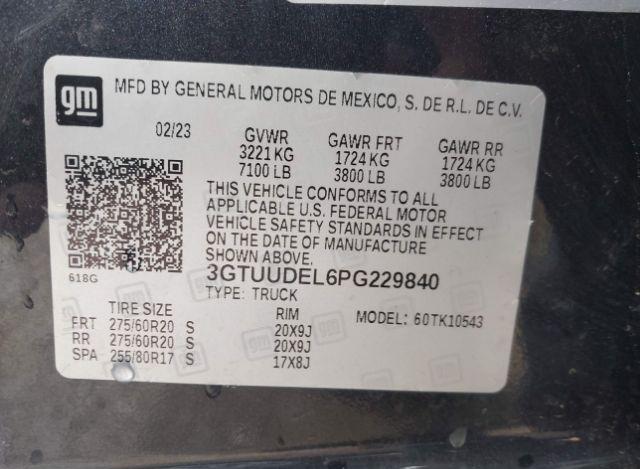 gm
MFD BY GENERAL MOTORS DE MEXICO, S. DE R.L. DE C.V.
02/23 GVWR GAWR FRT GAWR RR
3221 KG 1724 KG 1724 KG
7100 LB 3800 LB 3800 LB
THIS VEHICLE CONFORMS TO ALL
APPLICABLE U.S. FEDERAL MOTOR
VEHICLE SAFETY STANDARDS IN EFFECT
ON THE DATE OF MANUFACTURE
SHOWN ABOVE.
618G 3GTUUDEL6PG229840
TYPE: TRUCK
TIRE SIZE RIM MODEL: 60TK10543
FRT 275/60R20 S 20X9J
RR 275/60R20 S 20X9J
SPA 255/80R17 S 17X8J